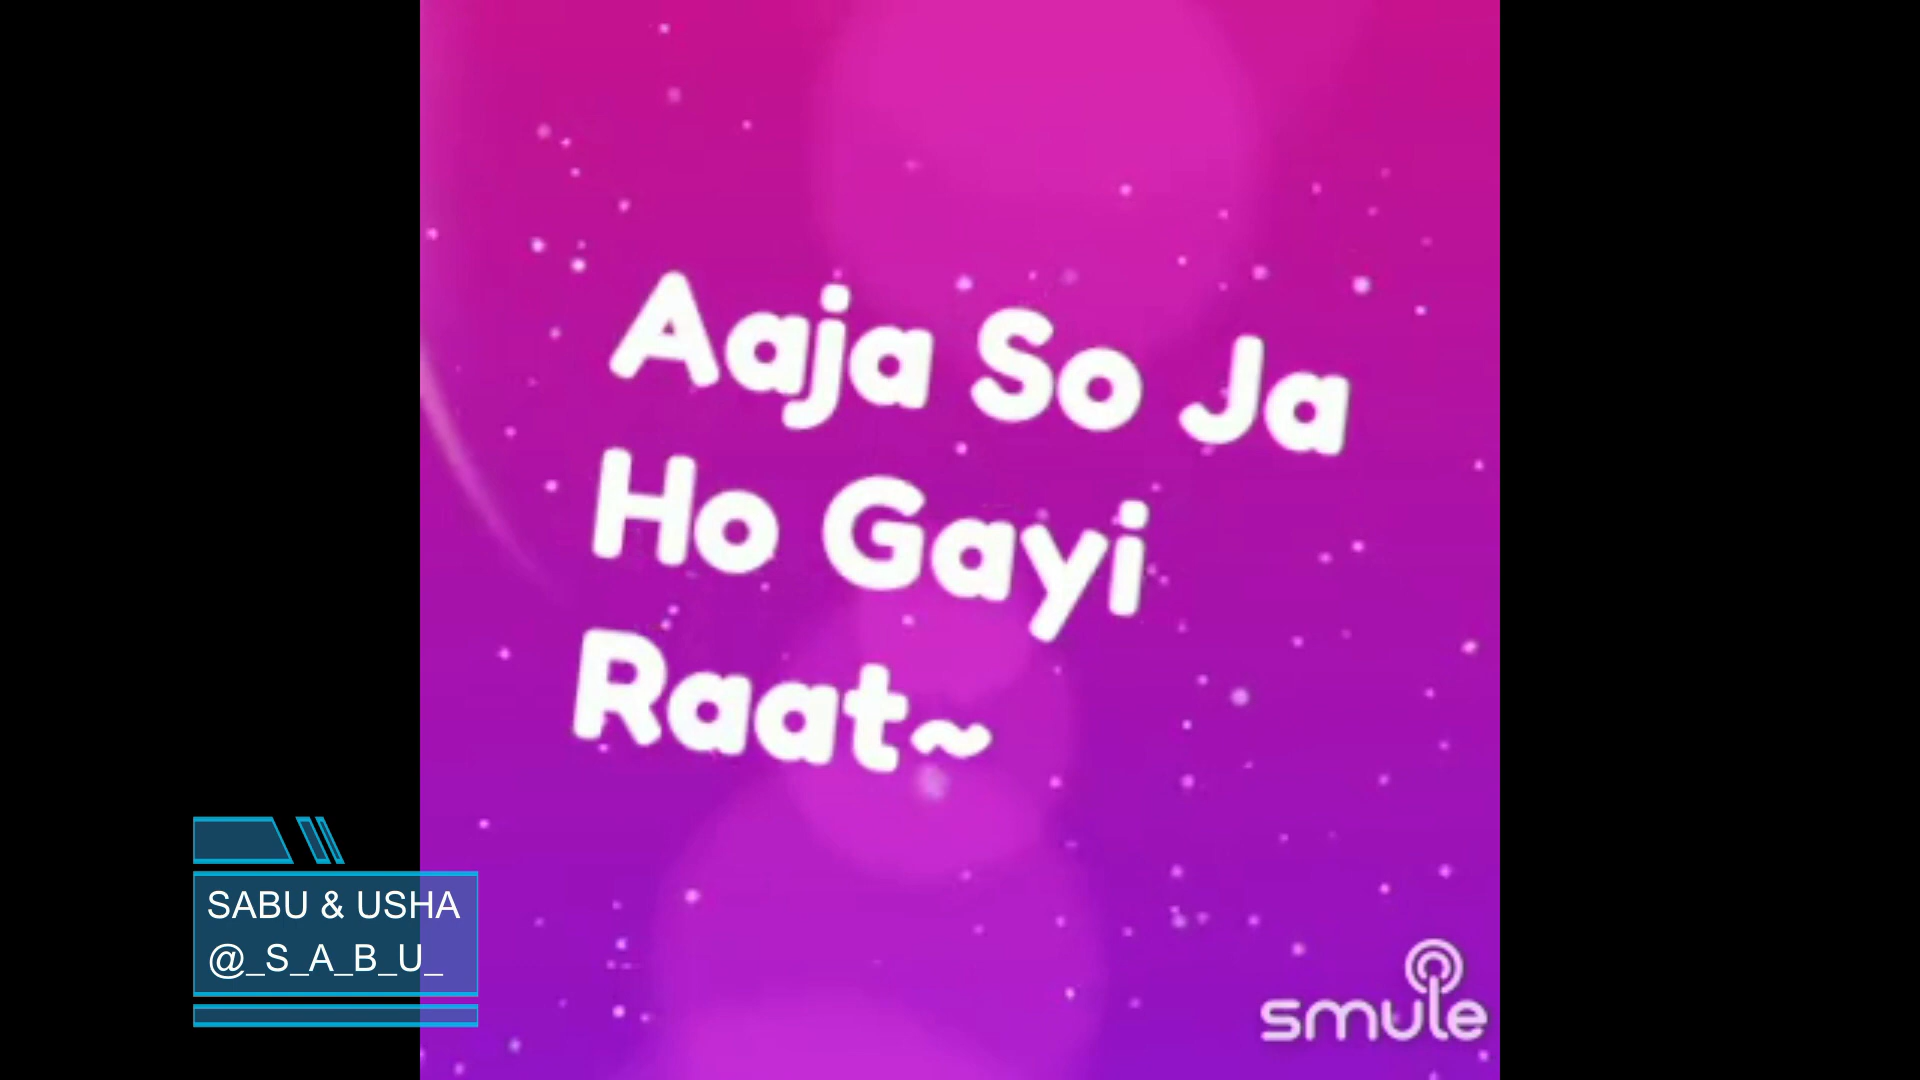 Aaja So Ja
Ho Gayi
Raat~
SABU & USHA
@_S_A_B_U_
smule